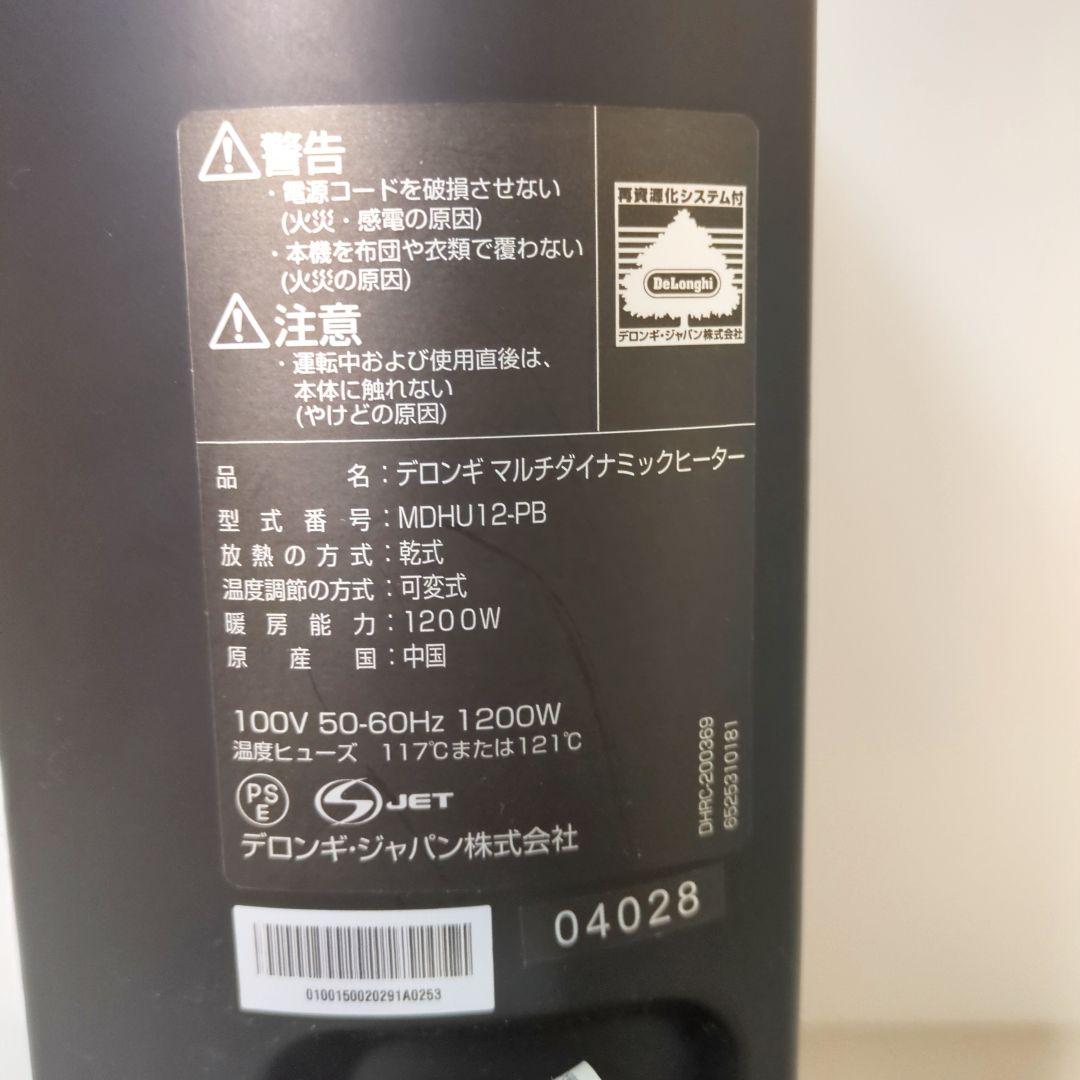 警告
・電源コードを破損させない
(火災・感電の原因)
・本機を布団や衣類で覆わない
(火災の原因)
注意
・運転中および使用直後は、
本体に触れない
(やけどの原因)
再資源化システム付
DeLonghi
デロンギ・ジャパン株式会社
品名：デロンギ マルチダイナミックヒーター
型式番号：MDHU12-PB
放熱の方式：乾式
温度調節の方式：可変式
暖房能力：1200W
原産国：中国
100V 50-60Hz 1200W
温度ヒューズ 117℃または121℃
PSE
JET
デロンギ・ジャパン株式会社
DHRC-200369
6525310181
04028
0100150020291A0253